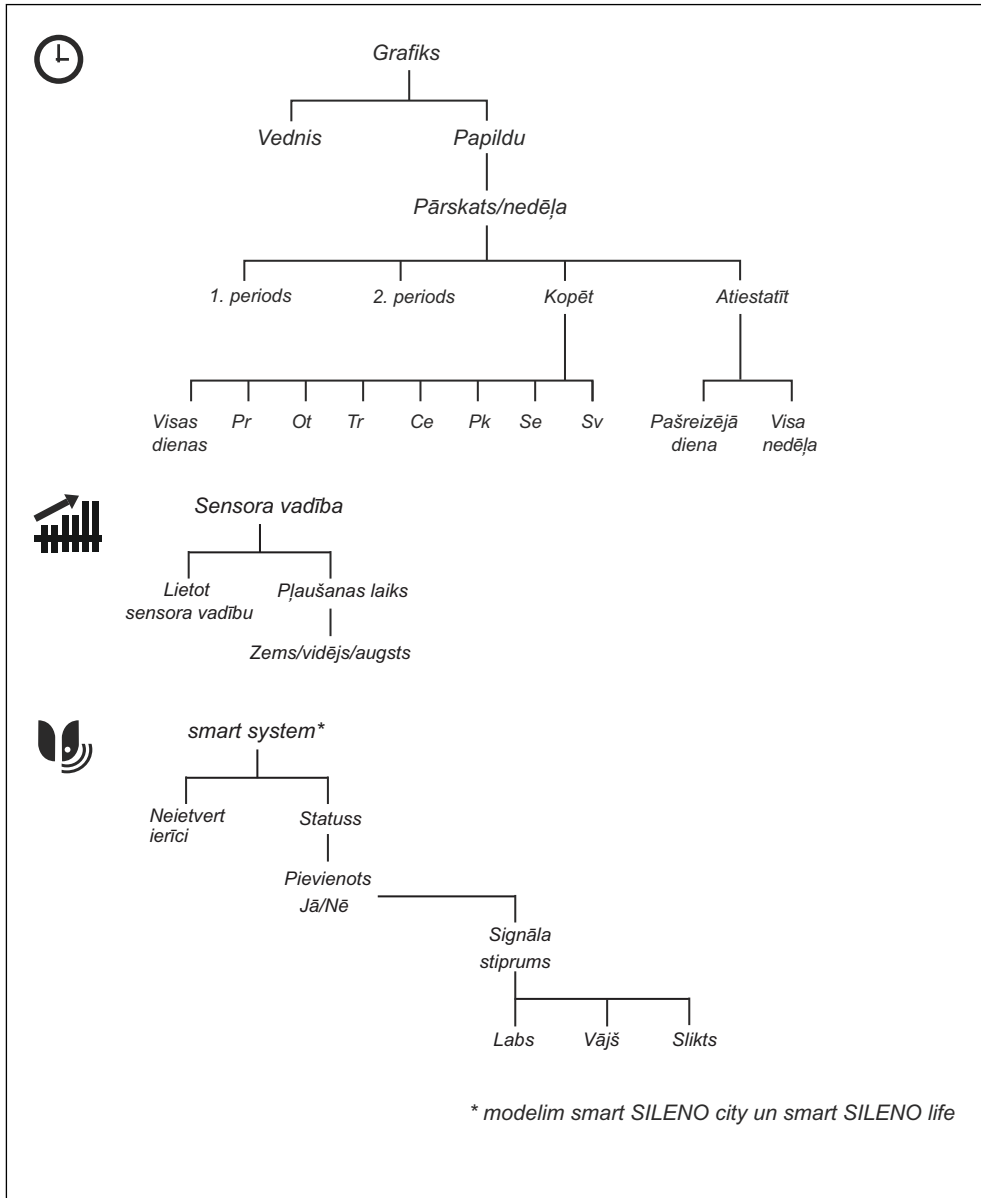 Grafiks
Vednis Papildu
Pārskats/nedēļa
1. periods 2. periods Kopēt Atiestatīt
Visas dienas Pr Ot Tr Ce Pk Se Sv Pašreizējā diena Visa nedēļa
Sensora vadība
Lietot
sensora vadību
Pļaušanas laiks
Zems/vidējs/augsts
smart system*
Neietvert
ierīci
Statuss
Pievienots
Jā/Nē
Signāla
stiprums
Labs Vājš Slikts
* modelim smart SILENO city un smart SILENO life